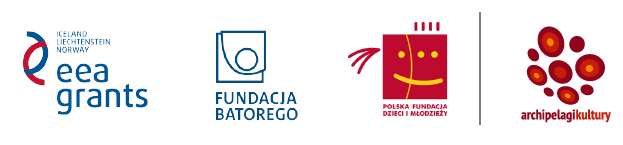 ICELAND
LIECHTENSTEIN
NORWAY
eea
grants
FUNDACJA
BATOREGO
POLSKA FUNDACJA
DZIECI I MŁODZIEŻY
archipelagikultury